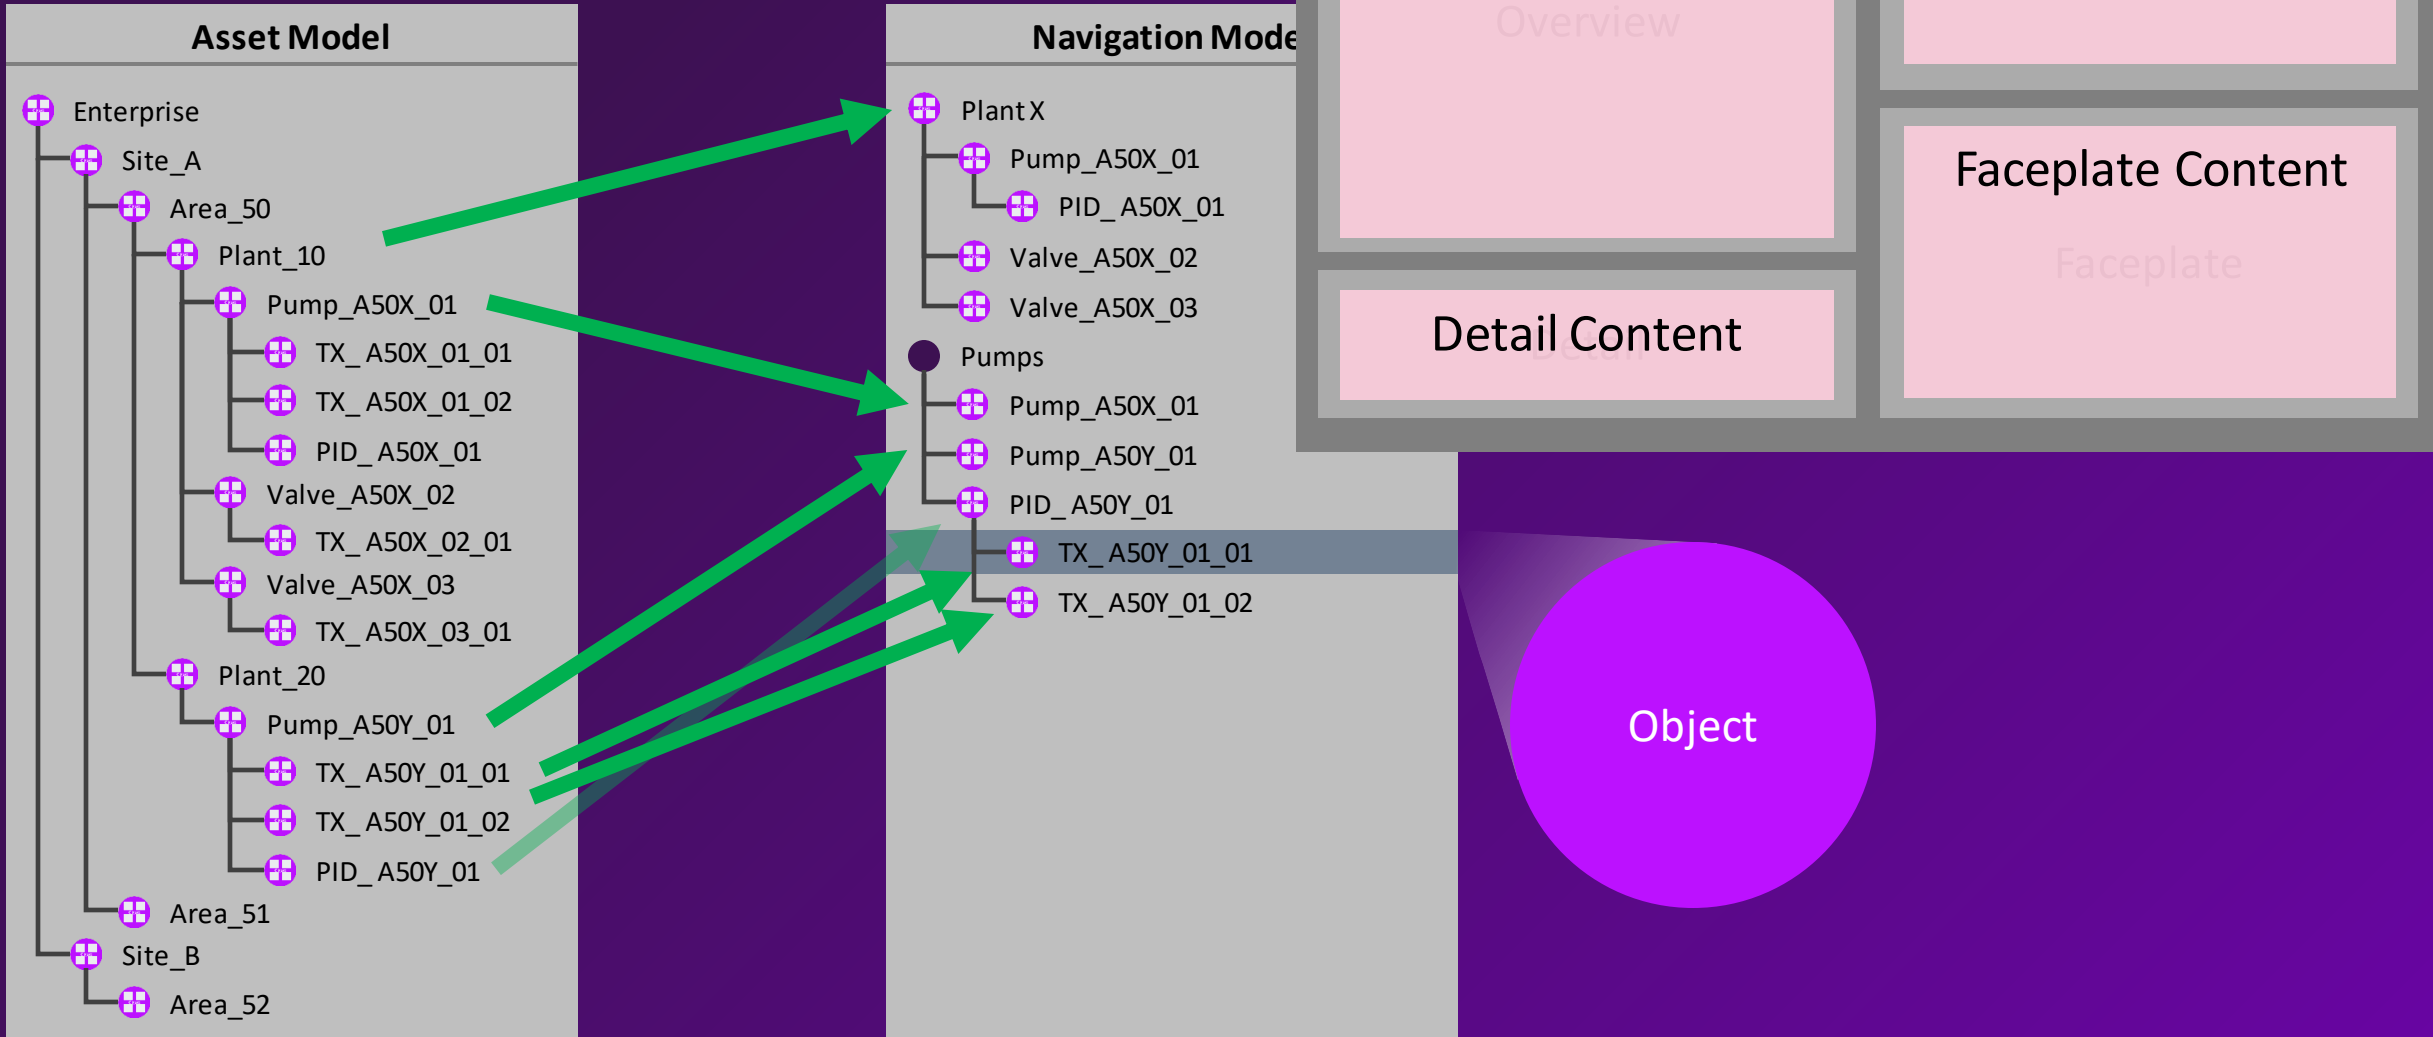 Asset Model
Enterprise
Site_A
Area_50
Plant_10
Pump_A50X_01
TX_ A50X_01_01
TX_ A50X_01_02
PID_ A50X_01
Valve_A50X_02
TX_ A50X_02_01
Valve_A50X_03
TX_ A50X_03_01
Plant_20
Pump_A50Y_01
TX_ A50Y_01_01
TX_ A50Y_01_02
PID_ A50Y_01
Area_51
Site_B
Area_52
Navigation Mode
Plant X
Pump_A50X_01
PID_ A50X_01
Valve_A50X_02
Valve_A50X_03
Pumps
Pump_A50X_01
Pump_A50Y_01
PID_ A50Y_01
TX_ A50Y_01_01
TX_ A50Y_01_02
Overview
Detail Content
Detail
Faceplate Content
Faceplate
Object